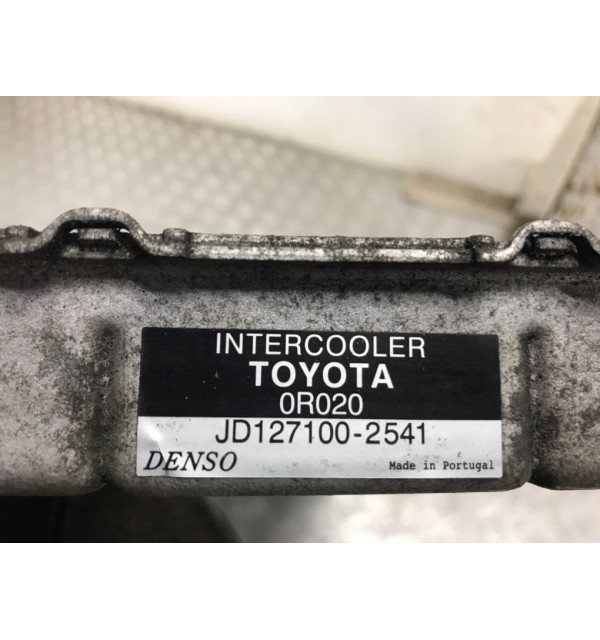 INTERCOOLER
TOYOTA
0R020
JD127100-2541
DENSO Made in Portugal